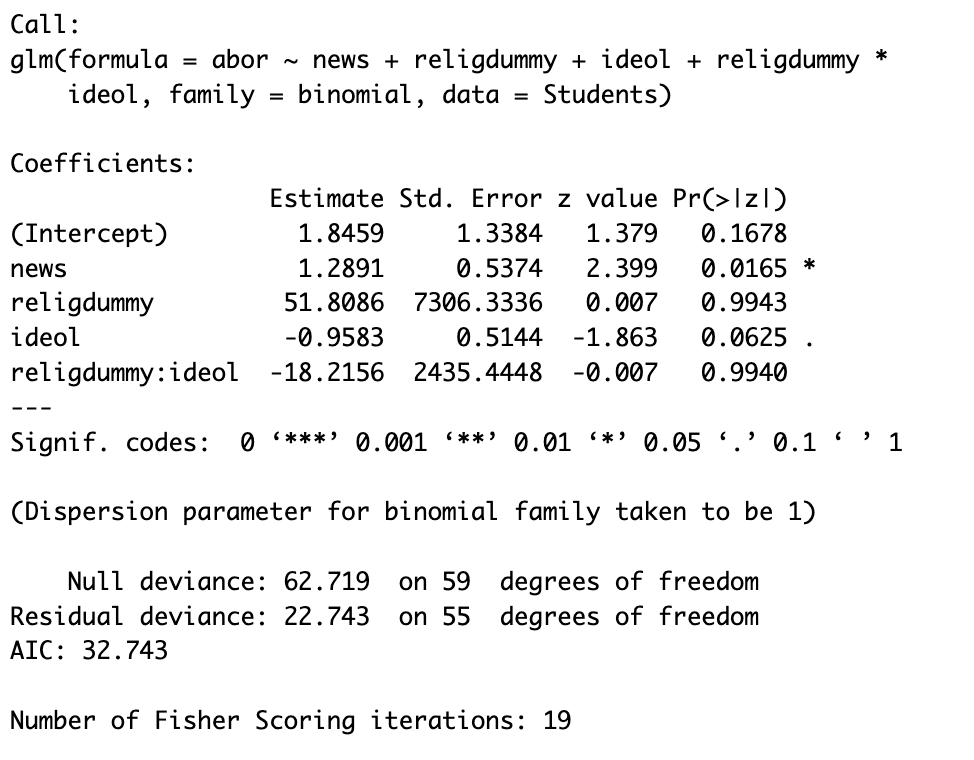 Call:
glm(formula = abor ~ news + religdummy + ideol + religdummy *
    ideol, family = binomial, data = Students)

Coefficients:
                  Estimate Std. Error z value Pr(>|z|)
(Intercept)         1.8459     1.3384   1.379   0.1678
news                1.2891     0.5374   2.399   0.0165 *
religdummy         51.8086  7306.3336   0.007   0.9943
ideol              -0.9583     0.5144  -1.863   0.0625 .
religdummy:ideol  -18.2156  2435.4448  -0.007   0.9940
---
Signif. codes:  0 ‘***’ 0.001 ‘**’ 0.01 ‘*’ 0.05 ‘.’ 0.1 ‘ ’ 1

(Dispersion parameter for binomial family taken to be 1)

    Null deviance: 62.719  on 59  degrees of freedom
Residual deviance: 22.743  on 55  degrees of freedom
AIC: 32.743

Number of Fisher Scoring iterations: 19